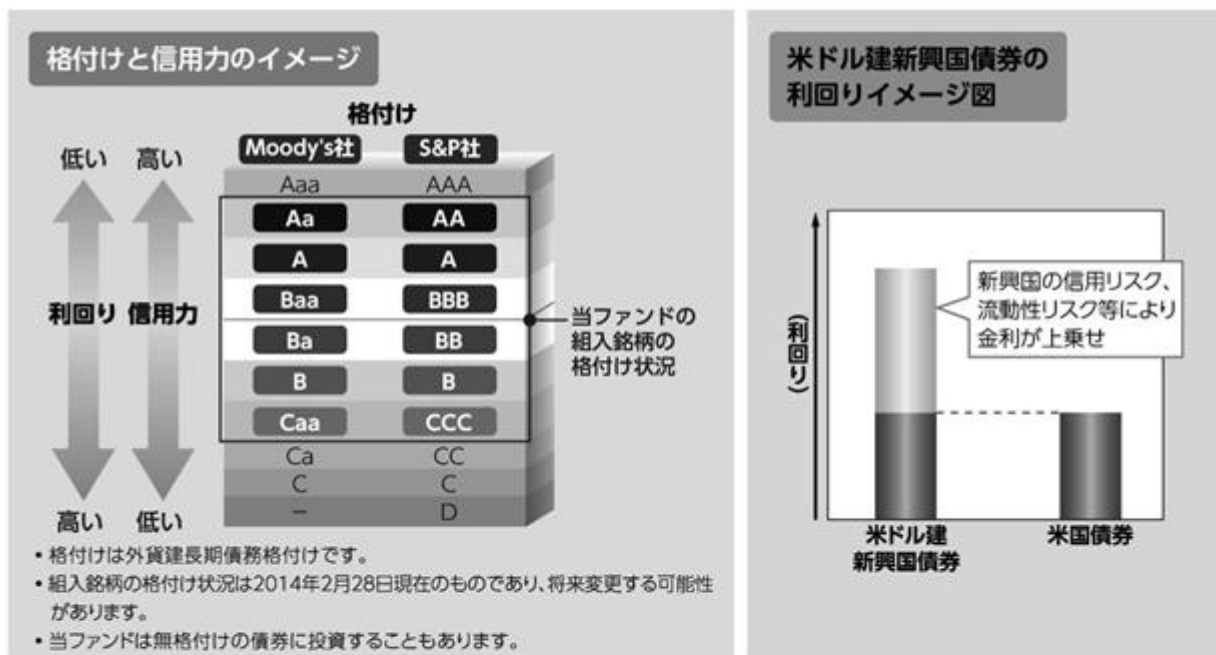 格付けと信用力のイメージ
格付け
低い 高い
Moody's社 S&P社
Aaa AAA
Aa AA
A A
Baa BBB
Ba BB
B B
Caa CCC
Ca CC
C C
– D
利回り 信用力
高い 低い
当ファンドの
組入銘柄の
格付け状況
• 格付けは外貨建長期債務格付けです。
• 組入銘柄の格付け状況は2014年2月28日現在のものであり、将来変更する可能性
があります。
• 当ファンドは無格付けの債券に投資することもあります。
米ドル建新興国債券の
利回りイメージ図
(利回り)
新興国の信用リスク、
流動性リスク等により
金利が上乗せ
米ドル建
新興国債券
米国債券